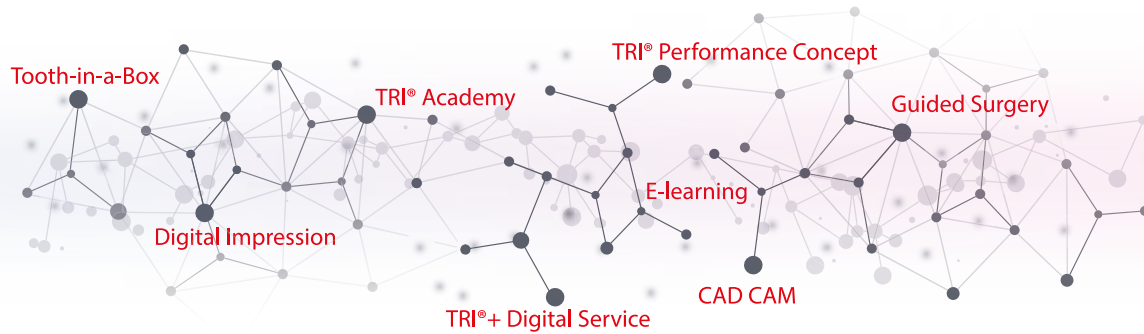 TRI® Performance Concept
Tooth-in-a-Box
TRI® Academy
Guided Surgery
E-learning
Digital Impression
CAD CAM
TRI®+ Digital Service